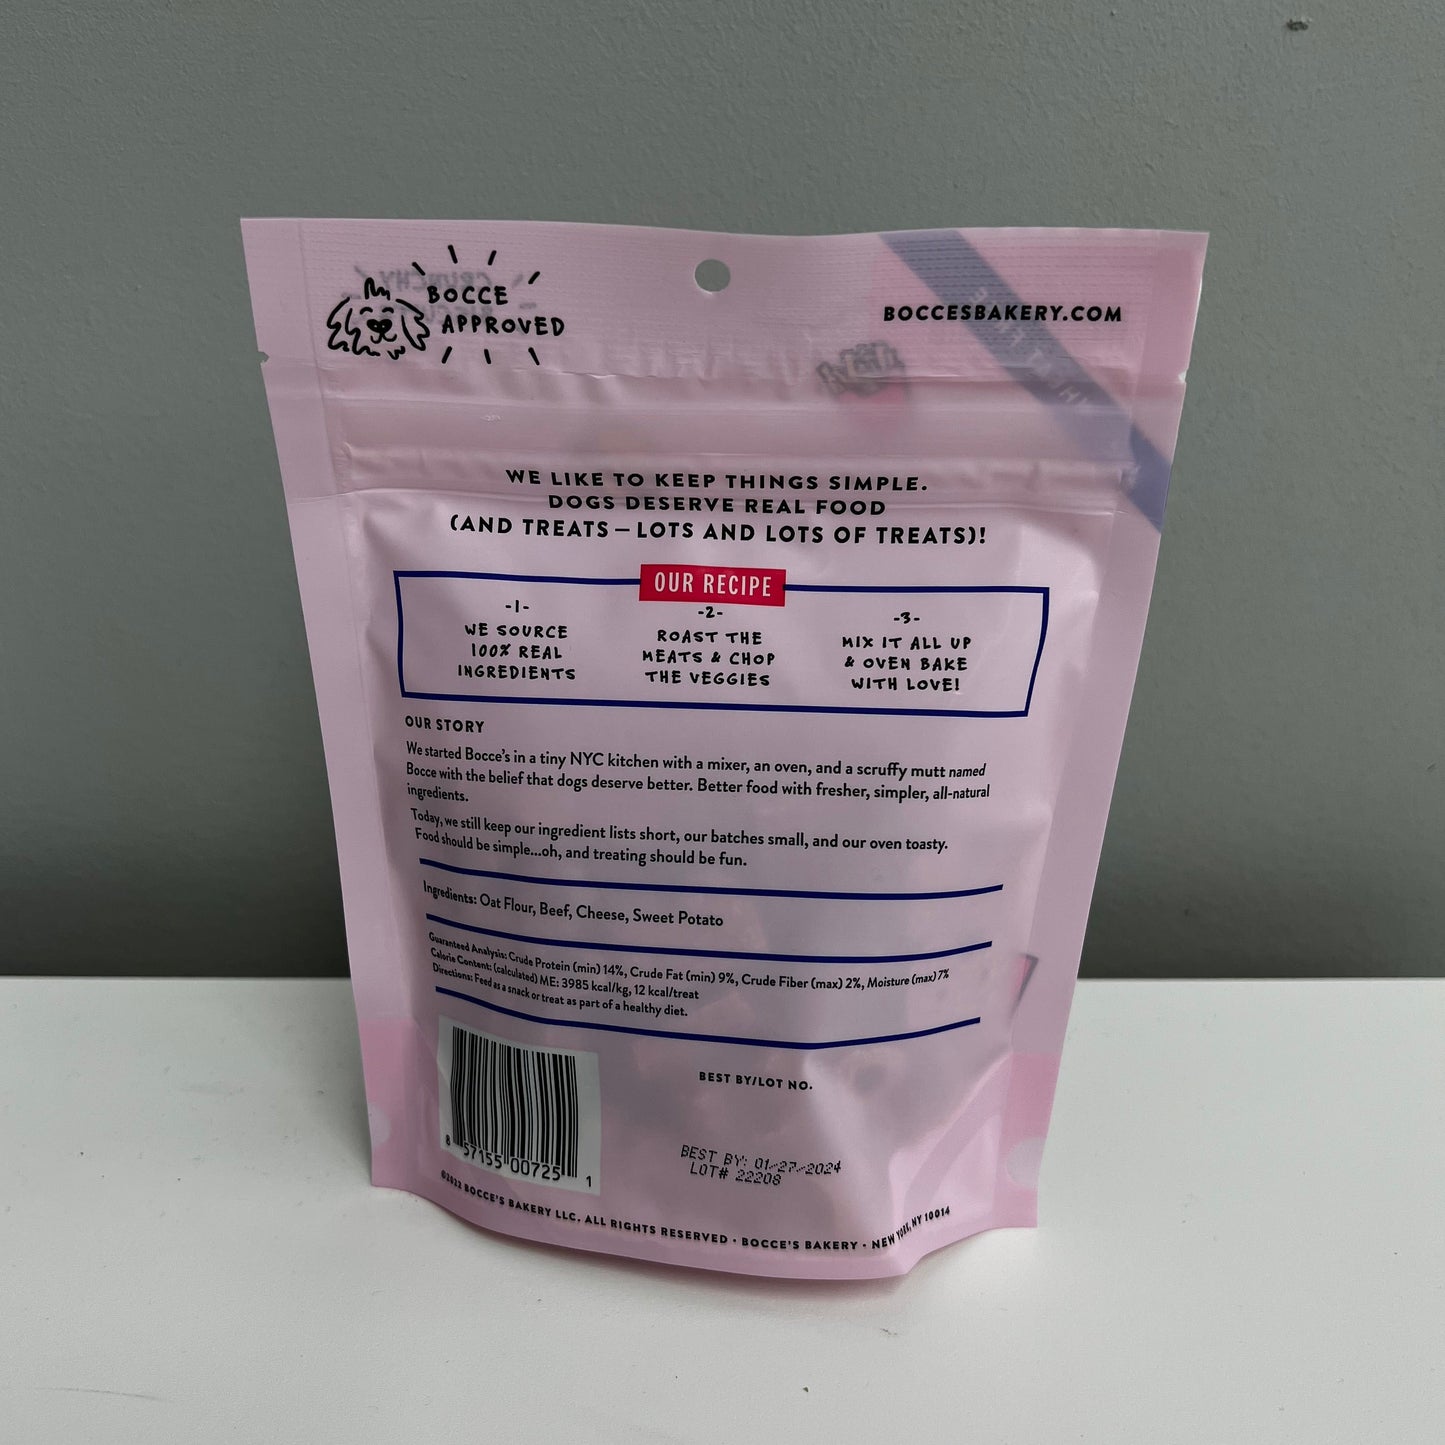 BOCCE
APPROVED
BOCCESBAKERY.COM
WE LIKE TO KEEP THINGS SIMPLE.
DOGS DESERVE REAL FOOD
(AND TREATS—LOTS AND LOTS OF TREATS)!
OUR RECIPE
-1-
WE SOURCE
100% REAL
INGREDIENTS
-2-
ROAST THE
MEATS & CHOP
THE VEGGIES
-3-
MIX IT ALL UP
& OVEN BAKE
WITH LOVE!
OUR STORY
We started Bocce's in a tiny NYC kitchen with a mixer, an oven, and a scruffy mutt named
Bocce with the belief that dogs deserve better. Better food with fresher, simpler, all-natural
ingredients.
Today, we still keep our ingredient lists short, our batches small, and our oven toasty.
Food should be simple...oh, and treating should be fun.
Ingredients: Oat Flour, Beef, Cheese, Sweet Potato
Guaranteed Analysis: Crude Protein (min) 14%, Crude Fat (min) 9%, Crude Fiber (max) 2%, Moisture (max) 7%
Calorie Content: (calculated) ME: 3985 kcal/kg, 12 kcal/treat
Directions: Feed as a snack or treat as part of a healthy diet.
BEST BY/LOT NO.
8 57155 00725 1
BEST BY: 01-27-2024
LOT# 22208
©2022 BOCCE'S BAKERY LLC. ALL RIGHTS RESERVED · BOCCE'S BAKERY · NEW YORK, NY 10014